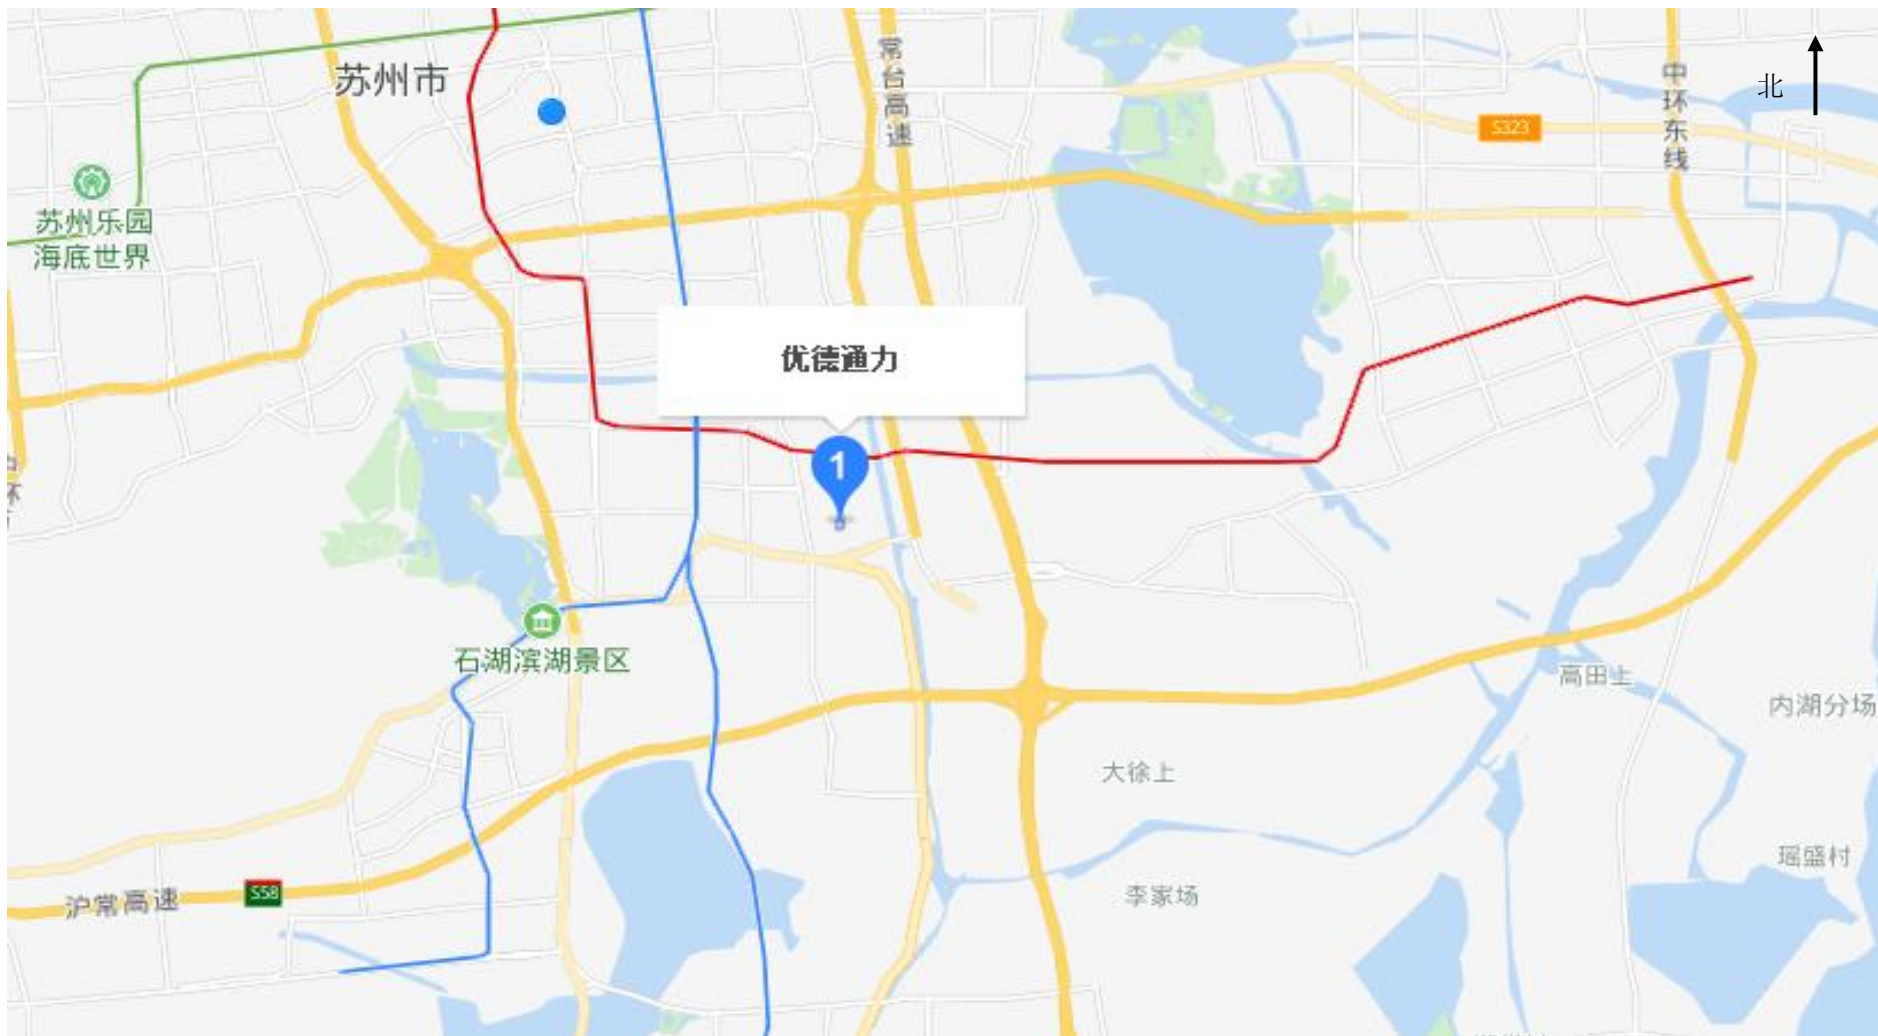 苏州市
常台高速
中环东线
北
S323
苏州乐园
海底世界
优德通力
1
中环
石湖滨湖景区
高田上
内湖分场
大徐上
瑶盛村
李家场
沪常高速
S58